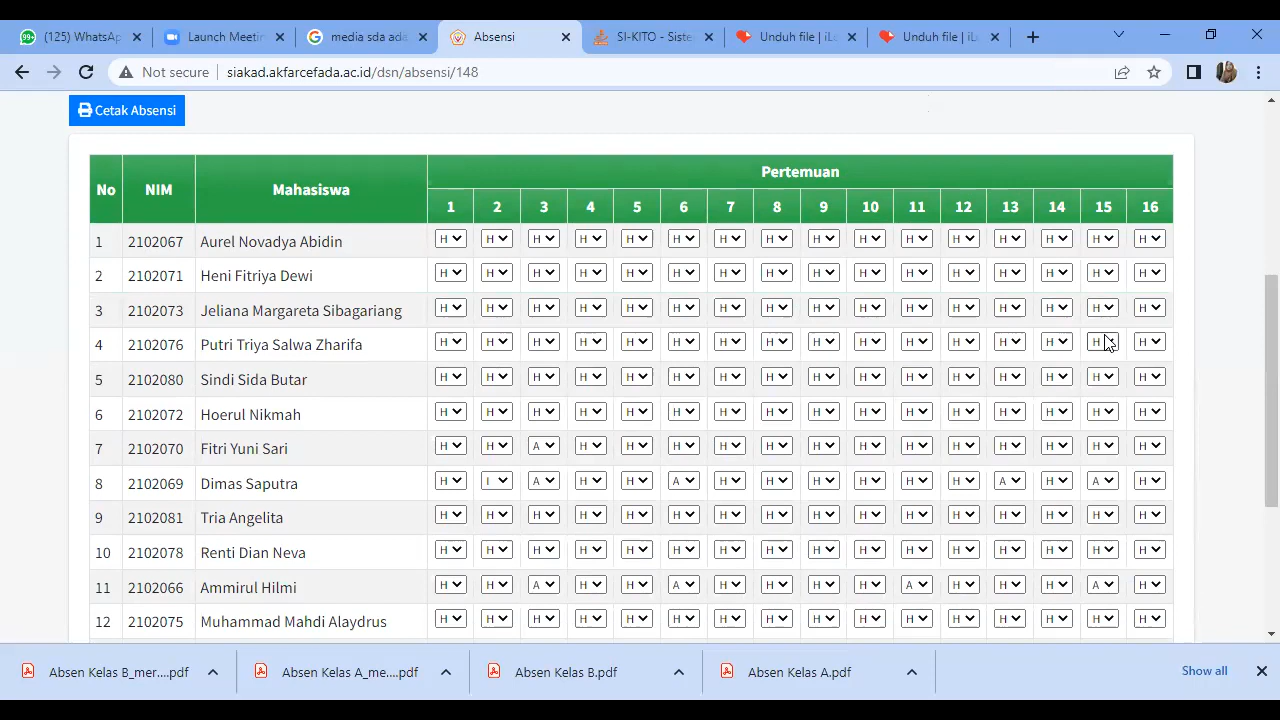 (125) WhatsAp
Launch Meetin
media sda ada
Absensi
SI-KITO - Siste
Unduh file | iLo
Unduh file | iLo
Not secure
siakad.akfarcefada.ac.id/dsn/absensi/148
Cetak Absensi
No NIM Mahasiswa Pertemuan
1 2 3 4 5 6 7 8 9 10 11 12 13 14 15 16
1 2102067 Aurel Novadya Abidin H H H H H H H H H H H H H H H H
2 2102071 Heni Fitriya Dewi H H H H H H H H H H H H H H H H
3 2102073 Jeliana Margareta Sibagariang H H H H H H H H H H H H H H H H
4 2102076 Putri Triya Salwa Zharifa H H H H H H H H H H H H H H H H
5 2102080 Sindi Sida Butar H H H H H H H H H H H H H H H H
6 2102072 Hoerul Nikmah H H H H H H H H H H H H H H H H
7 2102070 Fitri Yuni Sari H H A H H H H H H H H H H H H H
8 2102069 Dimas Saputra H I A H H A H H H H H H A H A H
9 2102081 Tria Angelita H H H H H H H H H H H H H H H H
10 2102078 Renti Dian Neva H H H H H H H H H H H H H H H H
11 2102066 Ammirul Hilmi H H A H H A H H H H A H H H A H
12 2102075 Muhammad Mahdi Alaydrus H H H H H H H H H H H H H H H H
Absen Kelas B_mer....pdf
Absen Kelas A_me....pdf
Absen Kelas B.pdf
Absen Kelas A.pdf
Show all